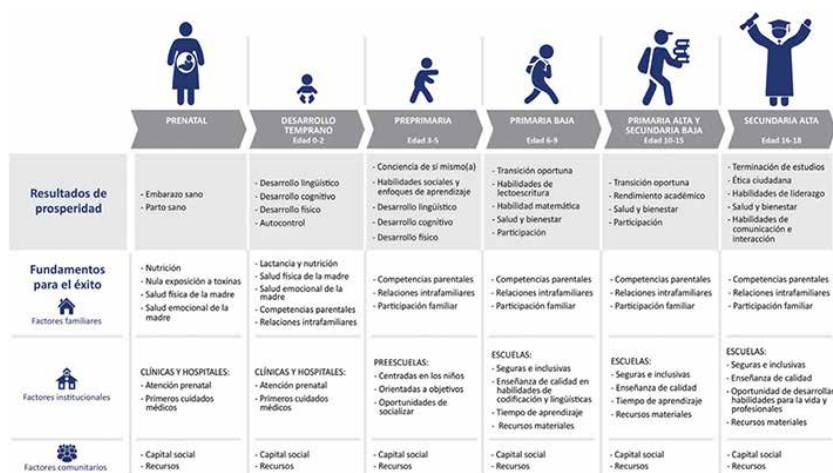 PRENATAL
DESARROLLO
TEMPRANO
Edad 0-2
PREPRIMARIA
Edad 3-5
PRIMARIA BAJA
Edad 6-9
PRIMARIA ALTA Y
SECUNDARIA BAJA
Edad 10-15
SECUNDARIA ALTA
Edad 16-18
Resultados de
prosperidad
- Embarazo sano
- Parto sano
- Desarrollo lingüístico
- Desarrollo cognitivo
- Desarrollo físico
- Autocontrol
- Conciencia de sí mismo(a)
- Habilidades sociales y
enfoques de aprendizaje
- Desarrollo lingüístico
- Desarrollo cognitivo
- Desarrollo físico
- Transición oportuna
- Habilidades de
lectoescritura
- Habilidad matemática
- Salud y bienestar
- Participación
- Transición oportuna
- Rendimiento académico
- Salud y bienestar
- Participación
- Terminación de estudios
- Ética ciudadana
- Habilidades de liderazgo
- Salud y bienestar
- Habilidades de
comunicación e
interacción
Fundamentos
para el éxito
Factores familiares
- Nutrición
- Nula exposición a toxinas
- Salud física de la madre
- Salud emocional de la
madre
- Lactancia y nutrición
- Salud física de la madre
- Salud emocional de la
madre
- Competencias parentales
- Relaciones intrafamiliares
- Competencias parentales
- Relaciones intrafamiliares
- Participación familiar
- Competencias parentales
- Relaciones intrafamiliares
- Participación familiar
- Competencias parentales
- Relaciones intrafamiliares
- Participación familiar
- Competencias parentales
- Relaciones intrafamiliares
- Participación familiar
Factores institucionales
CLÍNICAS Y HOSPITALES:
- Atención prenatal
- Primeros cuidados
médicos
CLÍNICAS Y HOSPITALES:
- Atención prenatal
- Primeros cuidados
médicos
PREESCUELAS:
- Centradas en los niños
- Orientadas a objetivos
- Oportunidades de
socializar
ESCUELAS:
- Seguras e inclusivas
- Enseñanza de calidad en
habilidades de
codificación y lingüísticas
- Tiempo de aprendizaje
- Recursos materiales
ESCUELAS:
- Seguras e inclusivas
- Enseñanza de calidad
- Tiempo de aprendizaje
- Recursos materiales
ESCUELAS:
- Seguras e inclusivas
- Enseñanza de calidad
- Oportunidad de desarrollar
habilidades para la vida y
profesionales
- Recursos materiales
Factores comunitarios
- Capital social
- Recursos
- Capital social
- Recursos
- Capital social
- Recursos
- Capital social
- Recursos
- Capital social
- Recursos
- Capital social
- Recursos